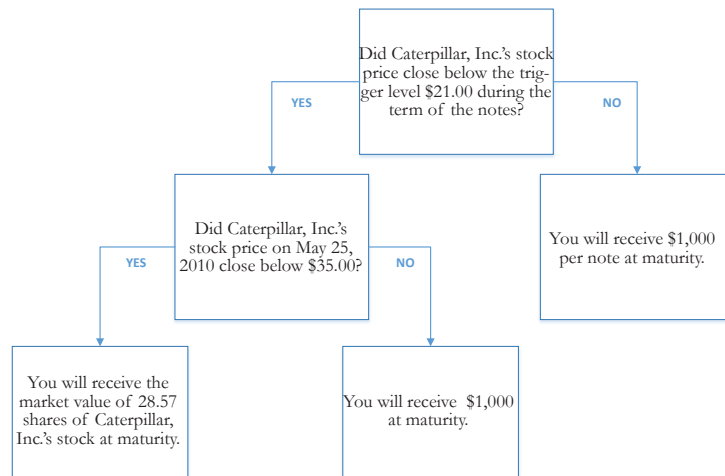 Did Caterpillar, Inc.'s stock
price close below the trig-
ger level $21.00 during the
term of the notes?
YES
NO
Did Caterpillar, Inc.'s
stock price on May 25,
2010 close below $35.00?
You will receive $1,000
per note at maturity.
YES
NO
You will receive the
market value of 28.57
shares of Caterpillar,
Inc.'s stock at maturity.
You will receive $1,000
at maturity.